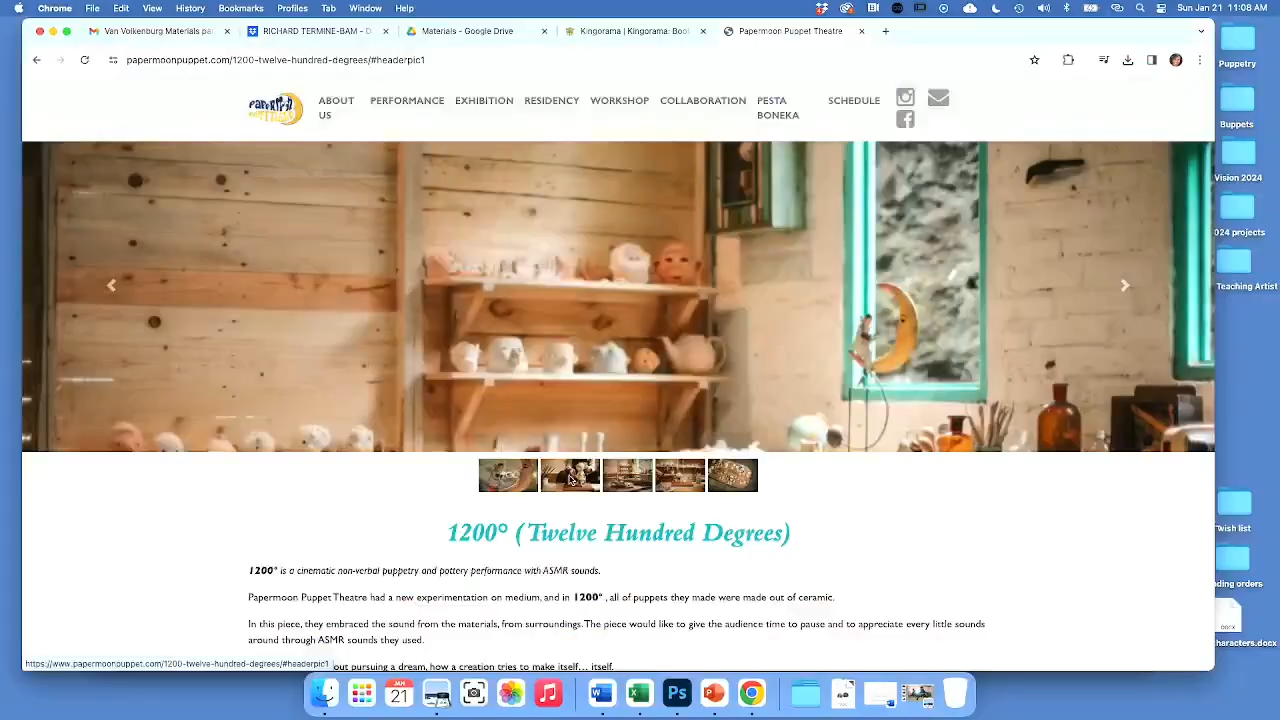 Chrome File Edit View History Bookmarks Profiles Tab Window Help Sun Jan 21 11:08 AM
Van Volkenburg Materials pa RICHARD TERMINE-BAM - D Materials - Google Drive Kingorama | Kingorama: Bool Papermoon Puppet Theatre
papermoonpuppet.com/1200-twelve-hundred-degrees/#headerpic1
Puppetry
ABOUT US PERFORMANCE EXHIBITION RESIDENCY WORKSHOP COLLABORATION PESTA BONEKA SCHEDULE
Buppets
Vision 2024
024 projects
Teaching Artist
1200° (Twelve Hundred Degrees)
Twish list
1200° is a cinematic non-verbal puppetry and pottery performance with ASMR sounds.
Papermoon Puppet Theatre had a new experimentation on medium, and in 1200° , all of puppets they made were made out of ceramic.
ding orders
In this piece, they embraced the sound from the materials, from surroundings. The piece would like to give the audience time to pause and to appreciate every little sounds
around through ASMR sounds they used.
haracters.docx
https://www.papermoonpuppet.com/1200-twelve-hundred-degrees/#headerpic1
out pursuing a dream, how a creation tries to make itself... itself.
JAN
21